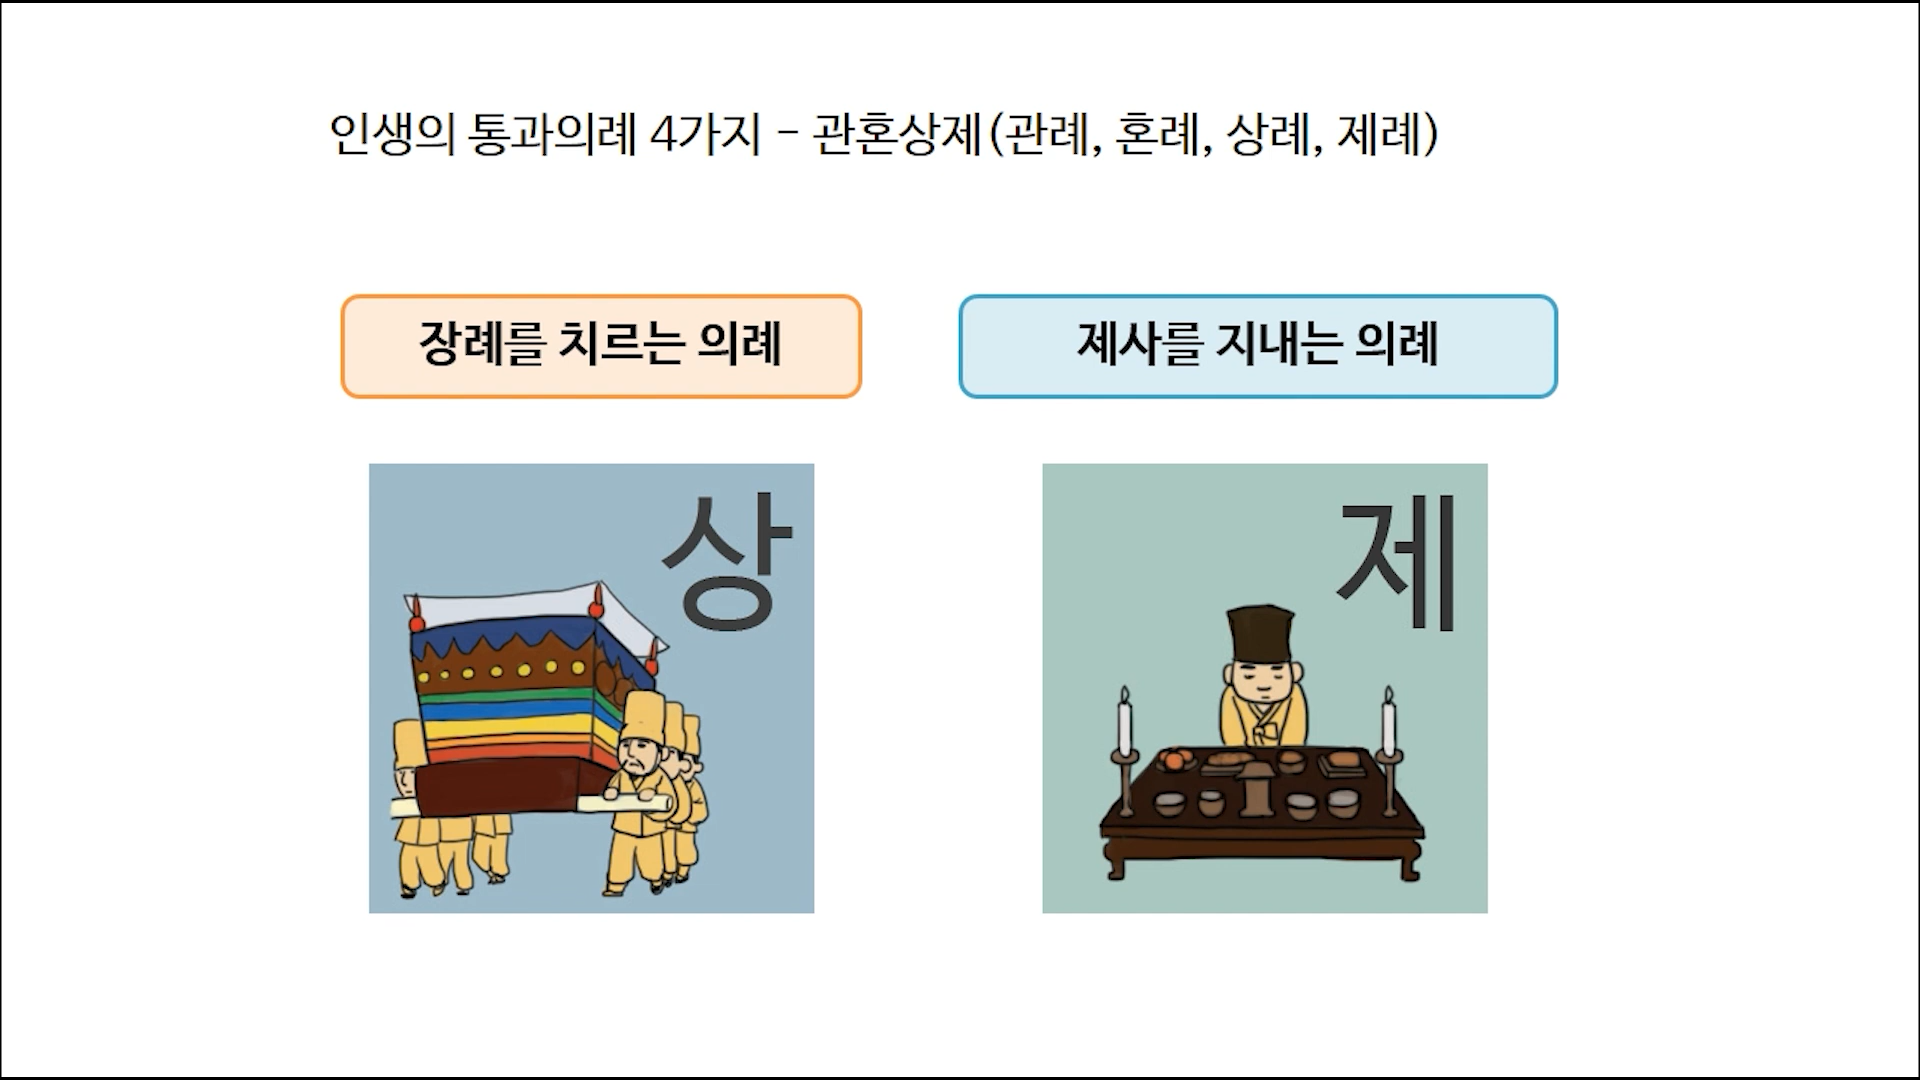 인생의 통과의례 4가지 - 관혼상제(관례, 혼례, 상례, 제례)
장례를 치르는 의례
제사를 지내는 의례
상
제